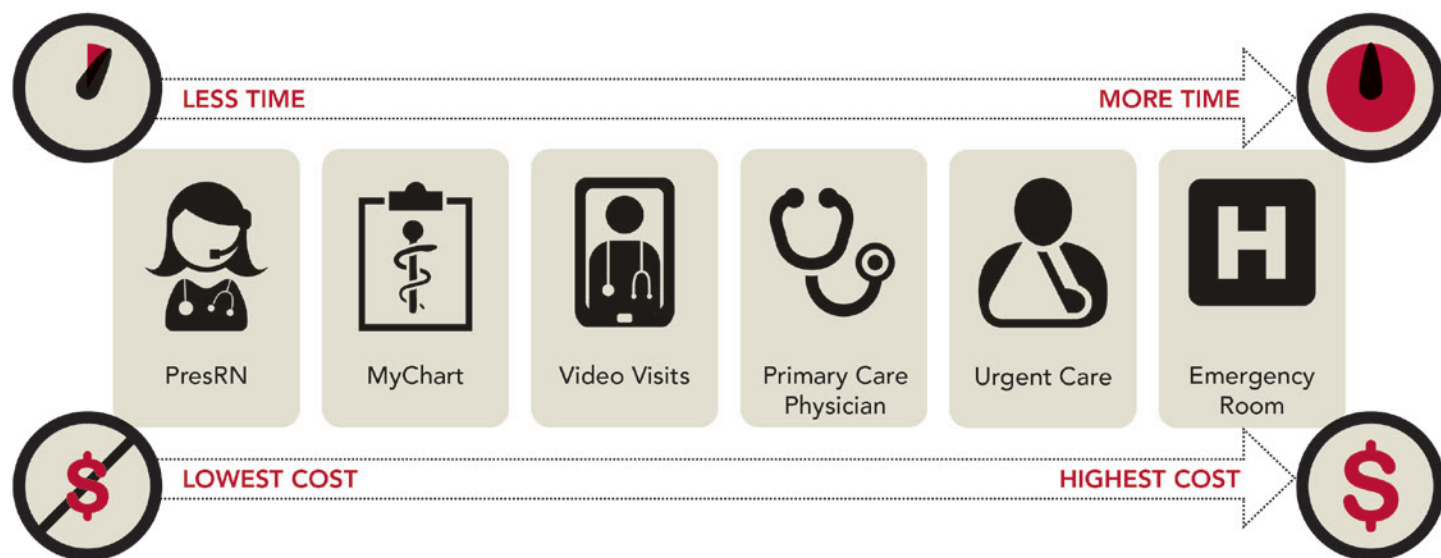 LESS TIME
MORE TIME
PresRN
MyChart
Video Visits
Primary Care
Physician
Urgent Care
H
Emergency
Room
$
LOWEST COST
HIGHEST COST
$